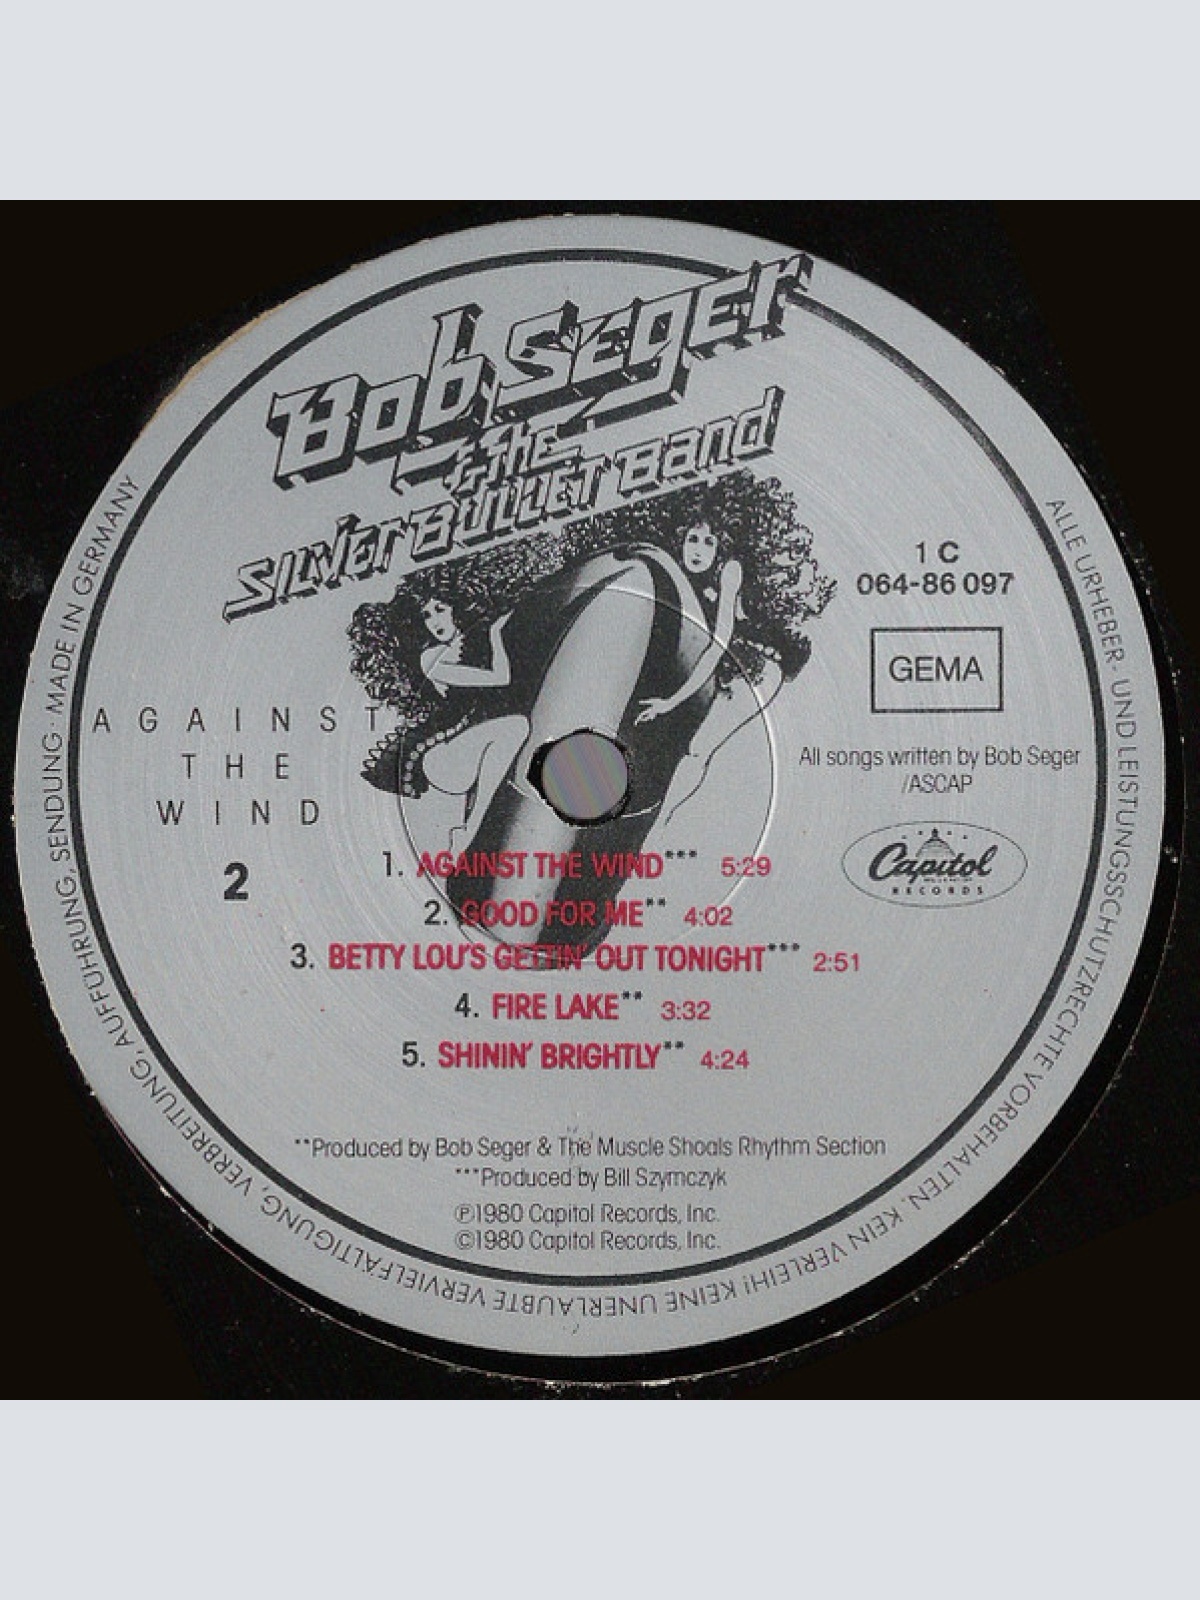 Bob Seger
& the
Silver Bullet Band
1 C
064-86 097
GEMA
AGAINST
THE
WIND
2
All songs written by Bob Seger
/ASCAP
Capitol
RECORDS
1. AGAINST THE WIND*** 5:29
2. GOOD FOR ME** 4:02
3. BETTY LOU'S GETTIN' OUT TONIGHT*** 2:51
4. FIRE LAKE** 3:32
5. SHININ' BRIGHTLY** 4:24
**Produced by Bob Seger & The Muscle Shoals Rhythm Section
***Produced by Bill Szymczyk
℗1980 Capitol Records, Inc.
©1980 Capitol Records, Inc.
ALLE URHEBER- UND LEISTUNGSSCHUTZRECHTE VORBEHALTEN. KEIN VERLEIH! KEINE UNERLAUBTE VERVIELFÄLTIGUNG, VERBREITUNG, AUFFÜHRUNG, SENDUNG · MADE IN GERMANY